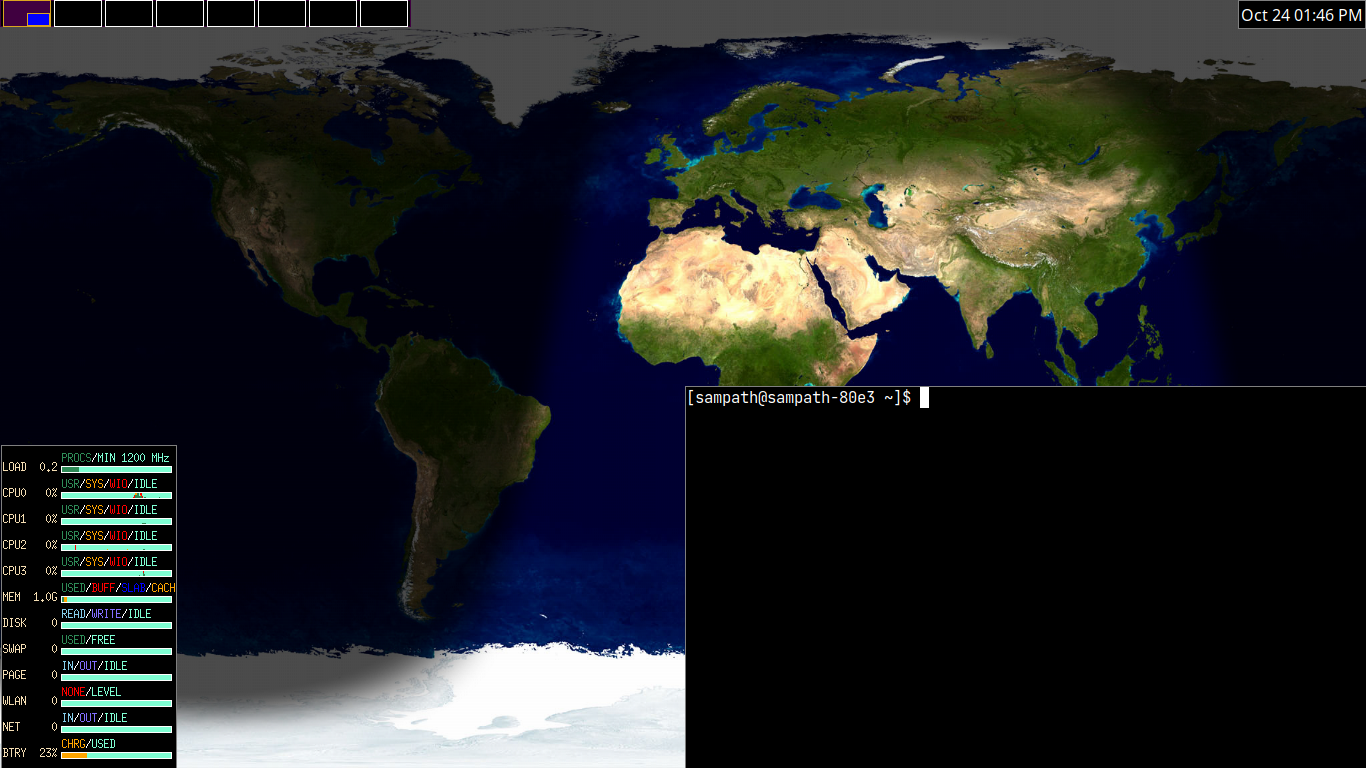 Oct 24 01:46 PM
[sampath@sampath-80e3 ~]$
PROCS/MIN 1200 MHz
LOAD 0.2
USR/SYS/WIO/IDLE
CPU0 0%
USR/SYS/WIO/IDLE
CPU1 0%
USR/SYS/WIO/IDLE
CPU2 0%
USR/SYS/WIO/IDLE
CPU3 0%
USED/BUFF/SLAB/CACH
MEM 1.0G
READ/WRITE/IDLE
DISK 0
USED/FREE
SWAP 0
IN/OUT/IDLE
PAGE 0
NONE/LEVEL
WLAN 0
IN/OUT/IDLE
NET 0
CHRG/USED
BTRY 23%